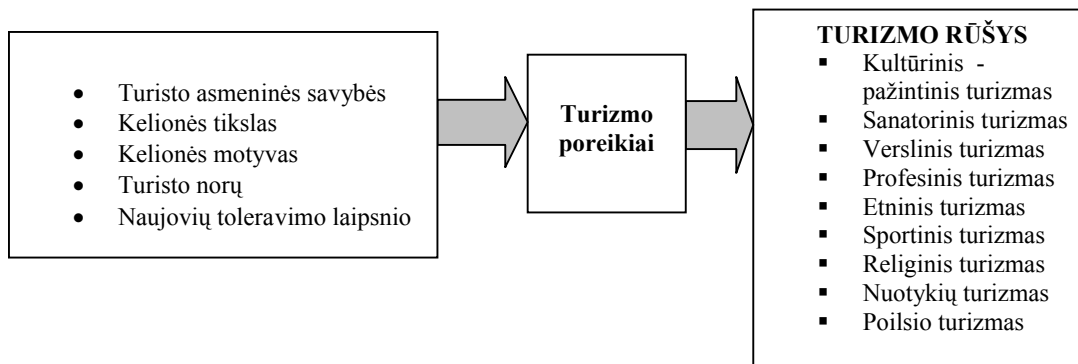 • Turisto asmeninės savybės
• Kelionės tikslas
• Kelionės motyvas
• Turisto norų
• Naujovių toleravimo laipsnio
Turizmo
poreikiai
TURIZMO RŪŠYS
▪ Kultūrinis -
pažintinis turizmas
▪ Sanatorinis turizmas
▪ Verslinis turizmas
▪ Profesinis turizmas
▪ Etninis turizmas
▪ Sportinis turizmas
▪ Religinis turizmas
▪ Nuotykių turizmas
▪ Poilsio turizmas